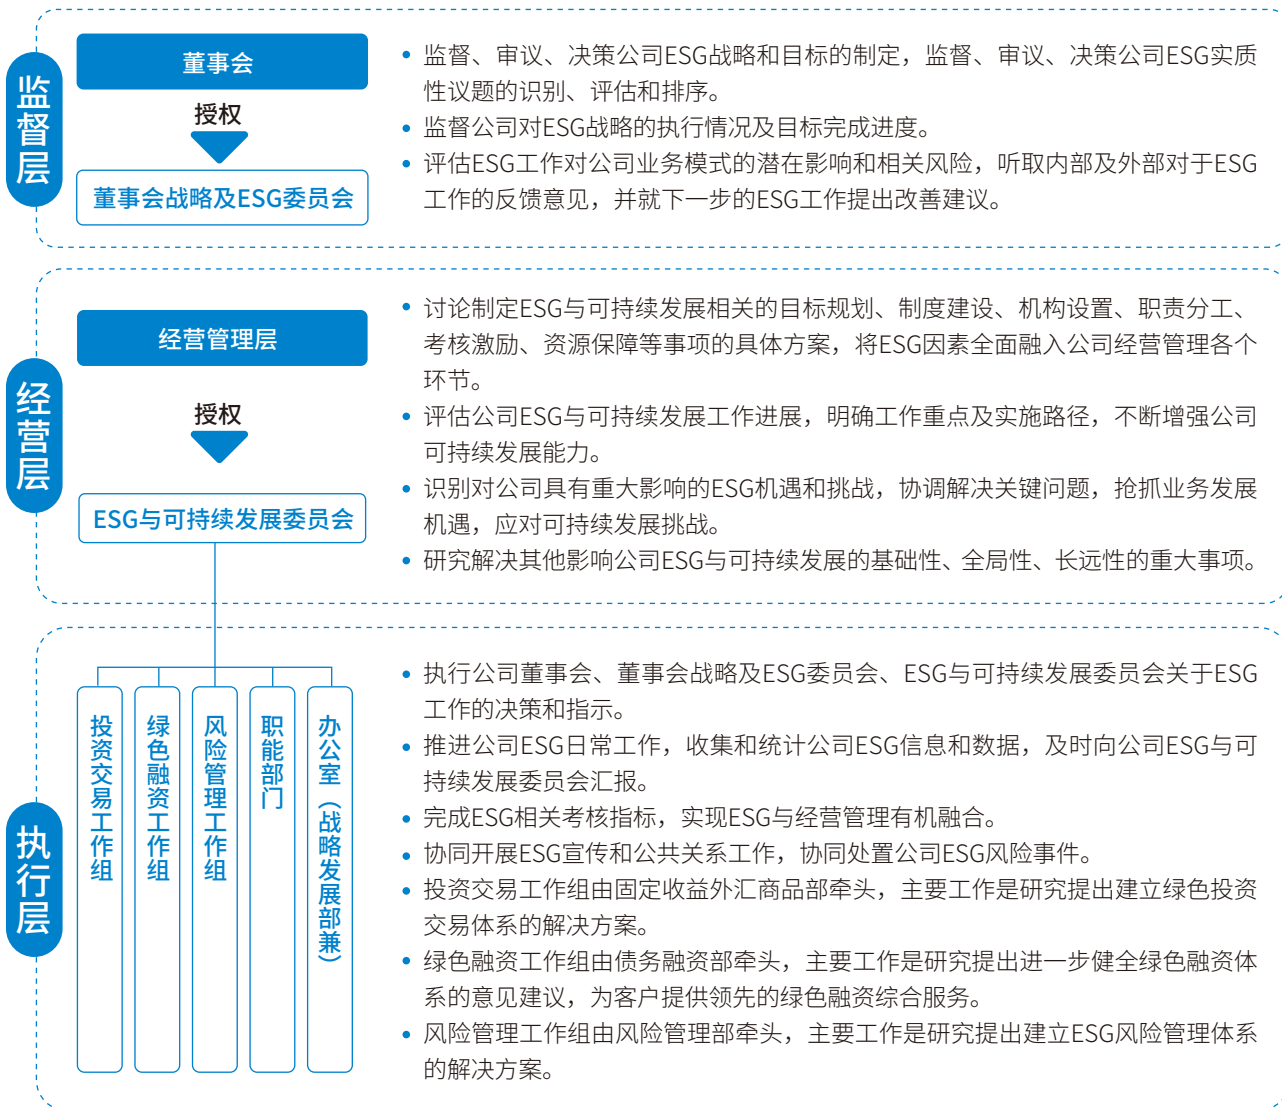 监督层
董事会
授权
董事会战略及ESG委员会
• 监督、审议、决策公司ESG战略和目标的制定，监督、审议、决策公司ESG实质
性议题的识别、评估和排序。
• 监督公司对ESG战略的执行情况及目标完成进度。
• 评估ESG工作对公司业务模式的潜在影响和相关风险，听取内部及外部对于ESG
工作的反馈意见，并就下一步的ESG工作提出改善建议。
经营层
经营管理层
授权
ESG与可持续发展委员会
• 讨论制定ESG与可持续发展相关的目标规划、制度建设、机构设置、职责分工、
考核激励、资源保障等事项的具体方案，将ESG因素全面融入公司经营管理各个
环节。
• 评估公司ESG与可持续发展工作进展，明确工作重点及实施路径，不断增强公司
可持续发展能力。
• 识别对公司具有重大影响的ESG机遇和挑战，协调解决关键问题，抢抓业务发展
机遇，应对可持续发展挑战。
• 研究解决其他影响公司ESG与可持续发展的基础性、全局性、长远性的重大事项。
执行层
投资交易工作组
绿色融资工作组
风险管理工作组
职能部门
办公室（战略发展部兼）
• 执行公司董事会、董事会战略及ESG委员会、ESG与可持续发展委员会关于ESG
工作的决策和指示。
• 推进公司ESG日常工作，收集和统计公司ESG信息和数据，及时向公司ESG与可
持续发展委员会汇报。
• 完成ESG相关考核指标，实现ESG与经营管理有机融合。
• 协同开展ESG宣传和公共关系工作，协同处置公司ESG风险事件。
• 投资交易工作组由固定收益外汇商品部牵头，主要工作是研究提出建立绿色投资
交易体系的解决方案。
• 绿色融资工作组由债务融资部牵头，主要工作是研究提出进一步健全绿色融资体
系的意见建议，为客户提供领先的绿色融资综合服务。
• 风险管理工作组由风险管理部牵头，主要工作是研究提出建立ESG风险管理体系
的解决方案。